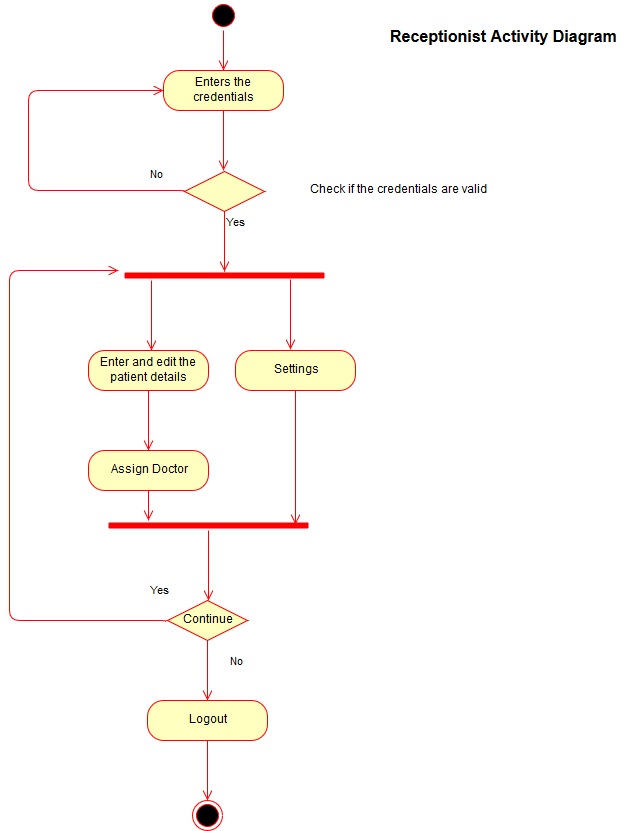 Receptionist Activity Diagram
Enters the
credentials
No
Check if the credentials are valid
Yes
Enter and edit the
patient details
Settings
Assign Doctor
Yes
Continue
No
Logout